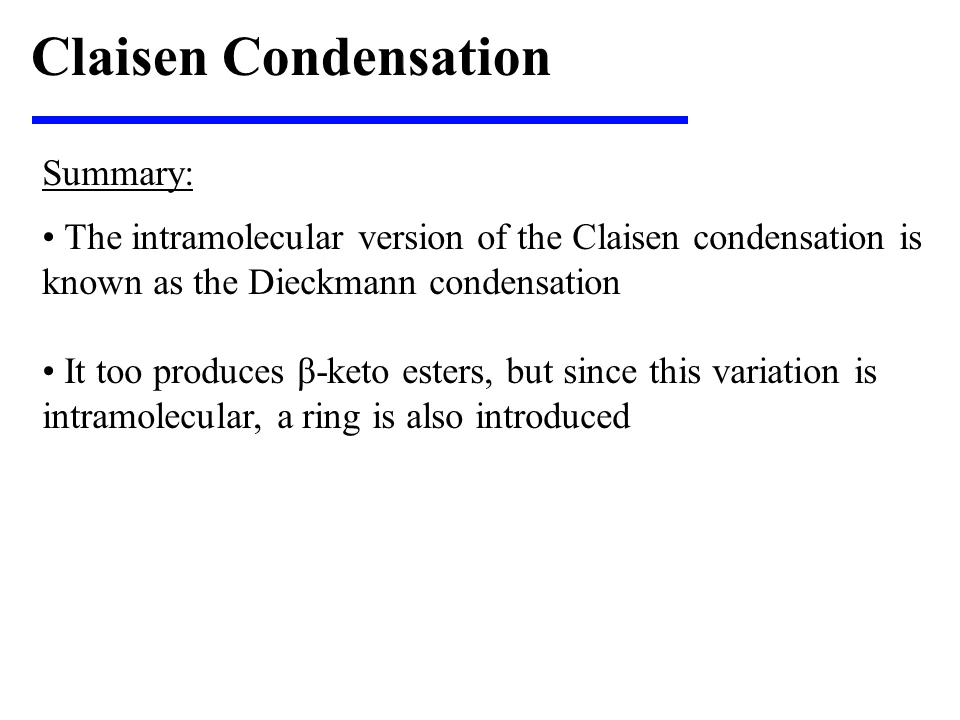 Claisen Condensation
Summary:
• The intramolecular version of the Claisen condensation is
known as the Dieckmann condensation
• It too produces β-keto esters, but since this variation is
intramolecular, a ring is also introduced